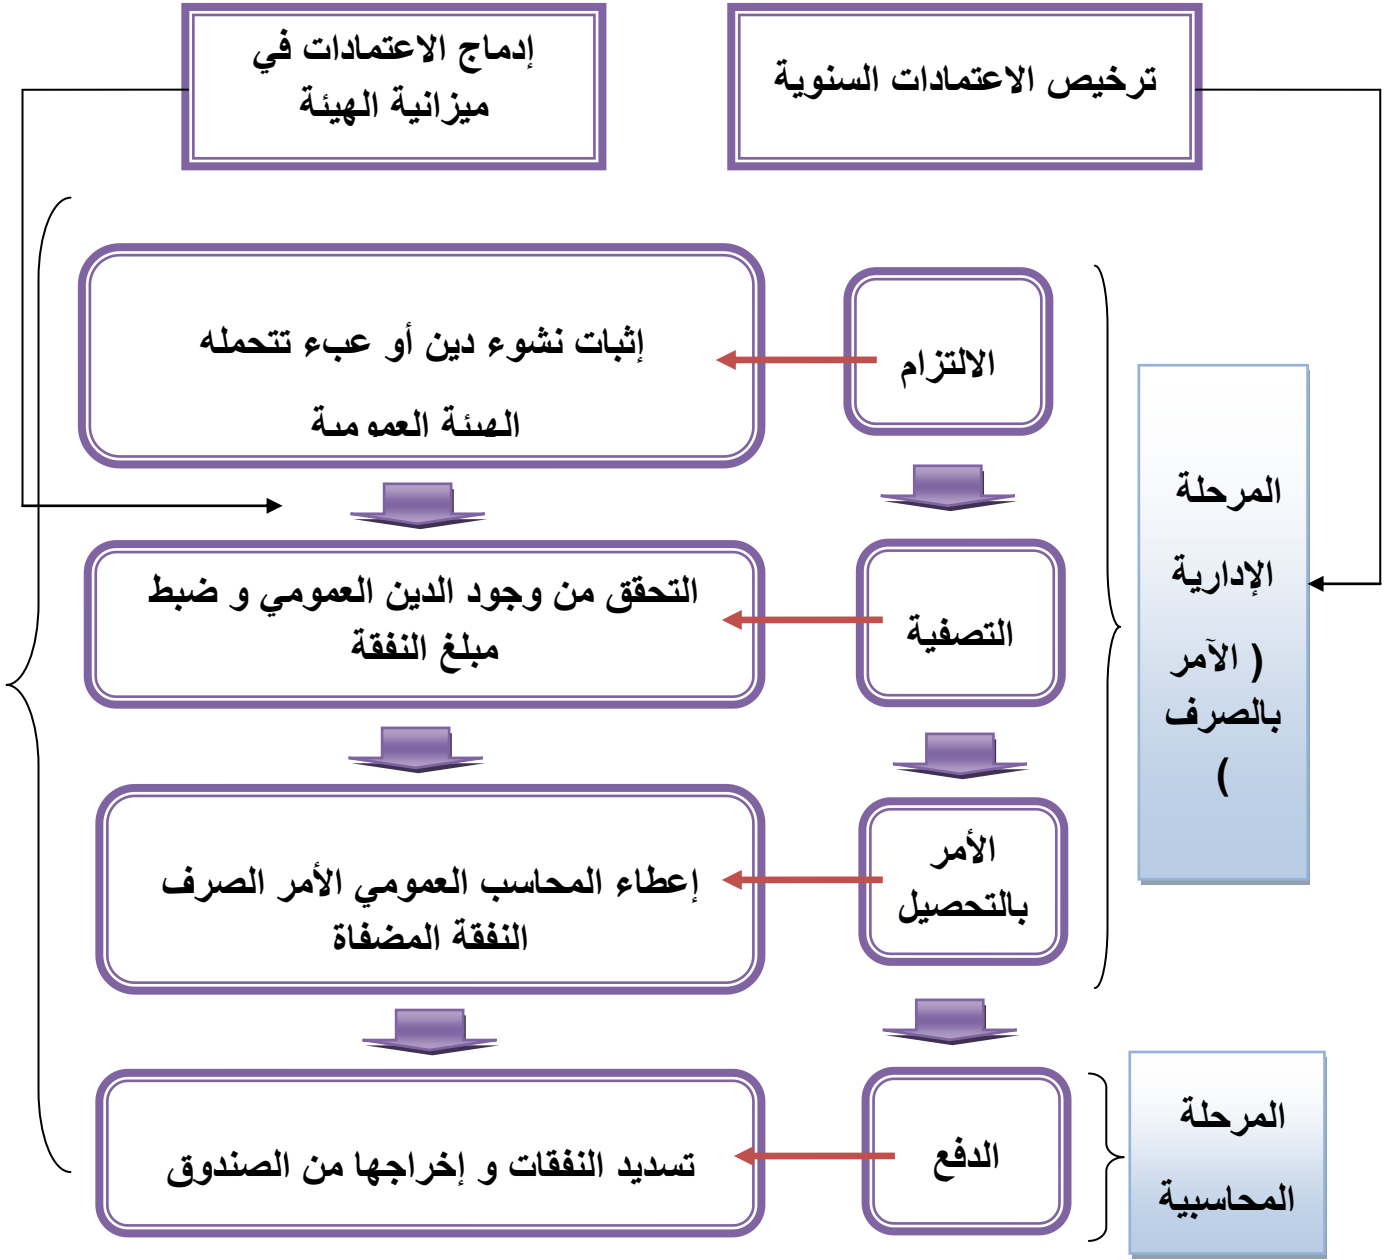 ترخيص الاعتمادات السنوية
إدماج الاعتمادات في
ميزانية الهيئة
الالتزام
إثبات نشوء دين أو عبء تتحمله
الهيئة العمومية
المرحلة
الإدارية
( الآمر
بالصرف
)
التصفية
التحقق من وجود الدين العمومي و ضبط
مبلغ النفقة
الأمر
بالتحصيل
إعطاء المحاسب العمومي الأمر الصرف
النفقة المضفاة
الدفع
تسديد النفقات و إخراجها من الصندوق
المرحلة
المحاسبية